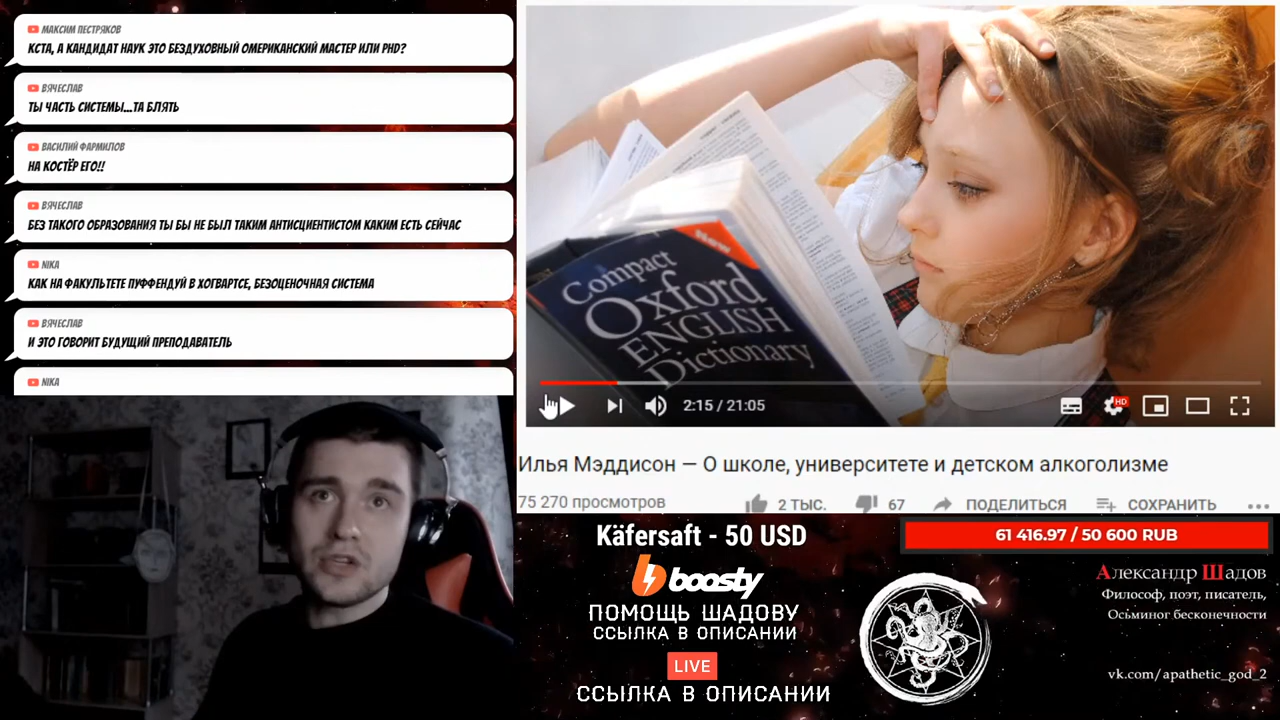 МАКСИМ ПЕСТРЯКОВ
КСТА, А КАНДИДАТ НАУК ЭТО БЕЗДУХОВНЫЙ ОМЕРИКАНСКИЙ МАСТЕР ИЛИ PHD?
ВЯЧЕСЛАВ
ТЫ ЧАСТЬ СИСТЕМЫ...ТА БЛЯТЬ
ВАСИЛИЙ ФАРМИЛОВ
НА КОСТЁР ЕГО!!
ВЯЧЕСЛАВ
БЕЗ ТАКОГО ОБРАЗОВАНИЯ ТЫ БЫ НЕ БЫЛ ТАКИМ АНТИСЦИЕНТИСТОМ КАКИМ ЕСТЬ СЕЙЧАС
NIKA
КАК НА ФАКУЛЬТЕТЕ ПУФФЕНДУЙ В ХОГВАРТСЕ, БЕЗОЦЕНОЧНАЯ СИСТЕМА
ВЯЧЕСЛАВ
И ЭТО ГОВОРИТ БУДУЩИЙ ПРЕПОДАВАТЕЛЬ
NIKA
New
Compact
Oxford
ENGLISH
Dictionary
2:15 / 21:05
HD
Илья Мэддисон — О школе, университете и детском алкоголизме
75 270 просмотров
2 ТЫС.
67
ПОДЕЛИТЬСЯ
СОХРАНИТЬ
Käfersaft - 50 USD
boosty
ПОМОЩЬ ШАДОВУ
ССЫЛКА В ОПИСАНИИ
LIVE
ССЫЛКА В ОПИСАНИИ
61 416.97 / 50 600 RUB
Александр Шадов
Философ, поэт, писатель,
Осьминог бесконечности
vk.com/apathetic_god_2